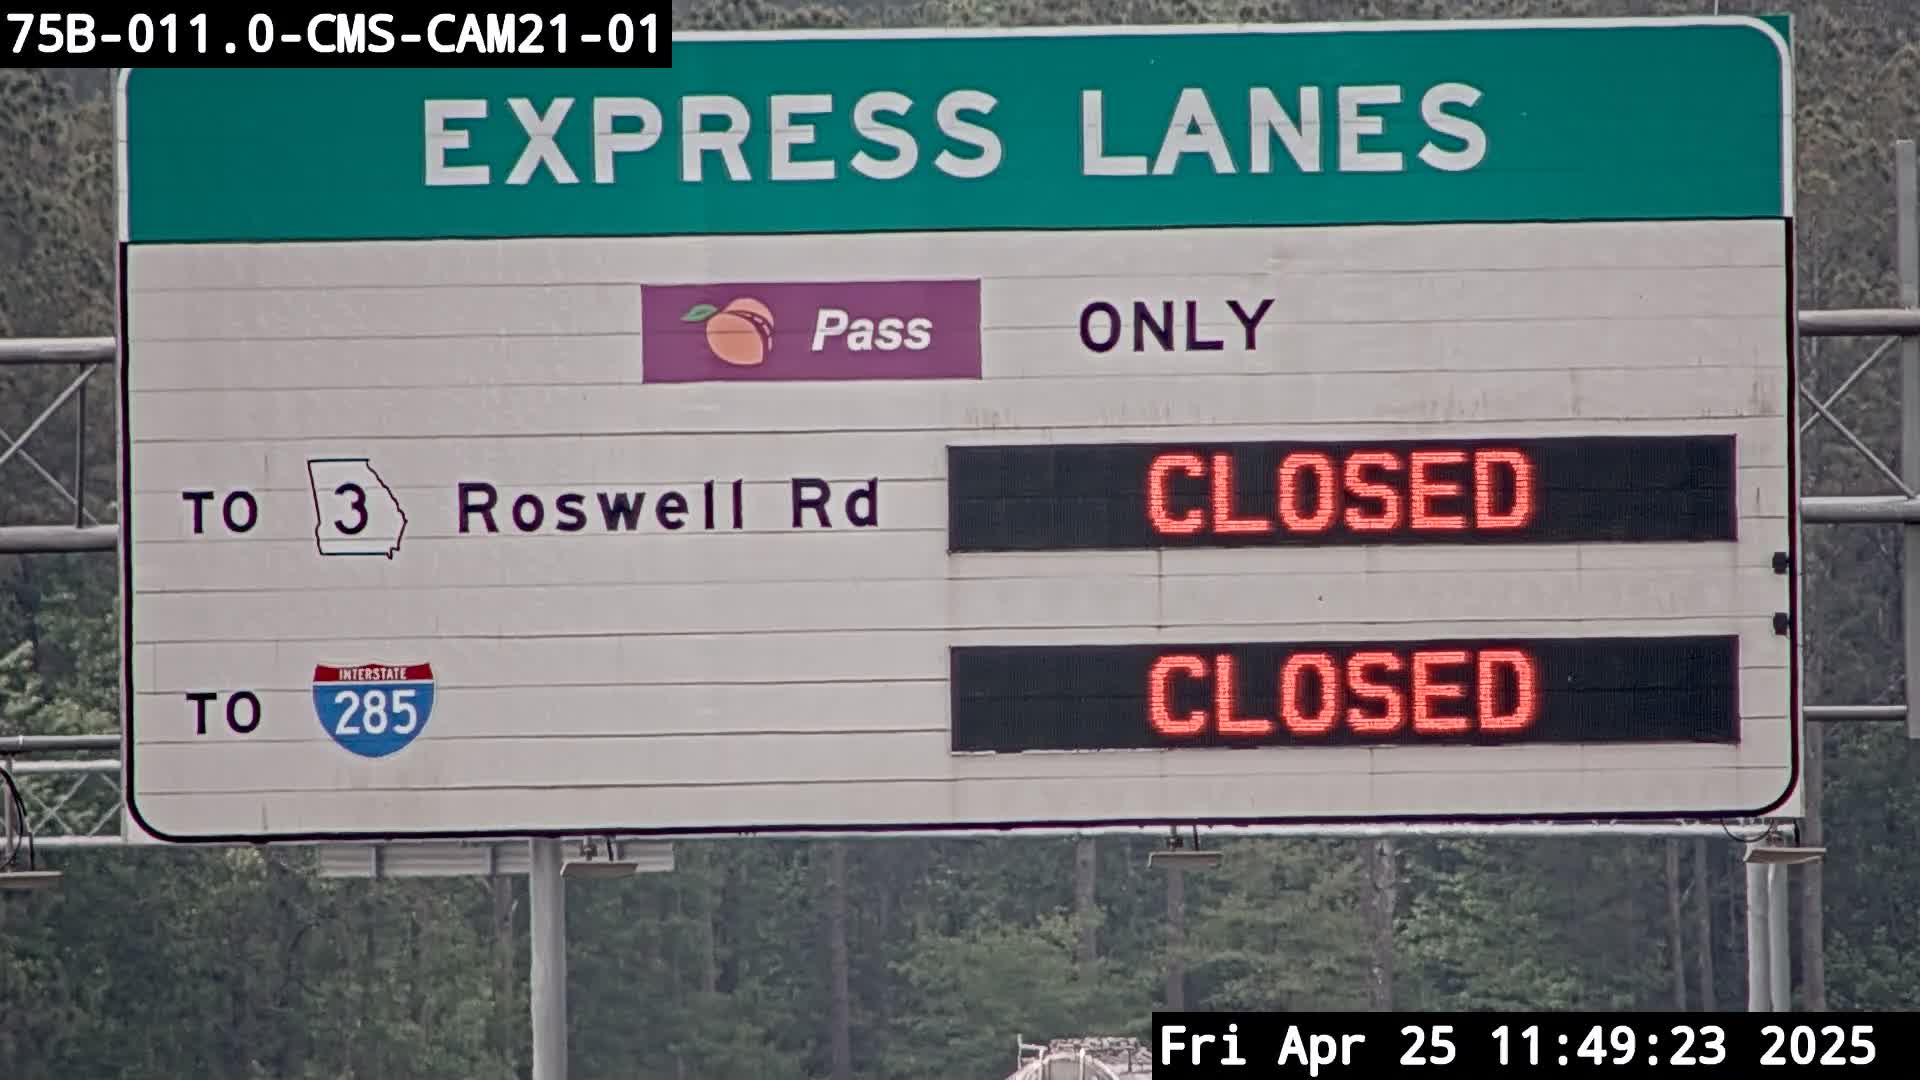 75B-011.0-CMS-CAM21-01
EXPRESS LANES
Pass ONLY
TO 3 Roswell Rd CLOSED
INTERSTATE
TO 285 CLOSED
Fri Apr 25 11:49:23 2025